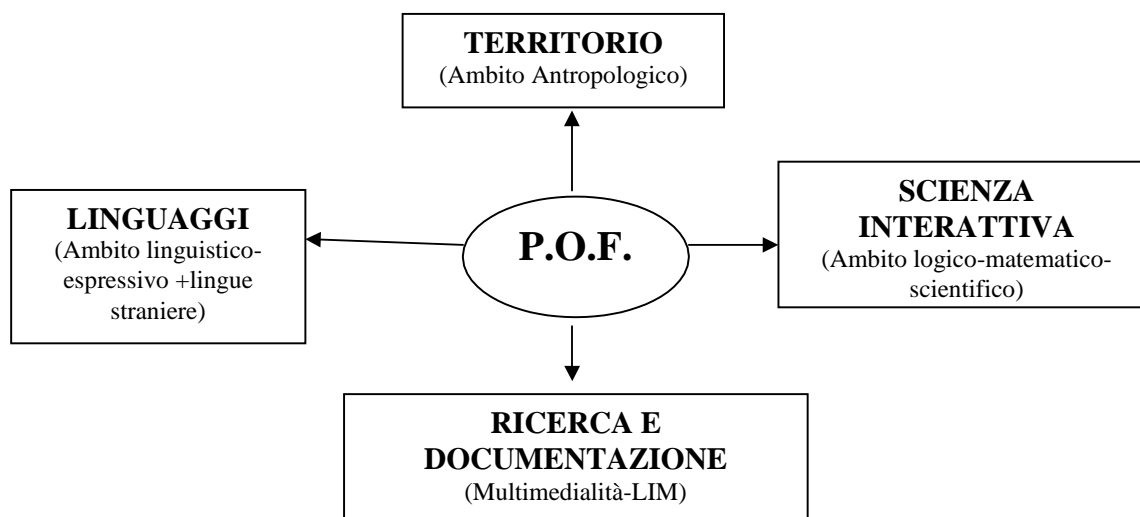 TERRITORIO
(Ambito Antropologico)
LINGUAGGI
(Ambito linguistico-
espressivo +lingue
straniere)
P.O.F.
SCIENZA
INTERATTIVA
(Ambito logico-matematico-
scientifico)
RICERCA E
DOCUMENTAZIONE
(Multimedialità-LIM)